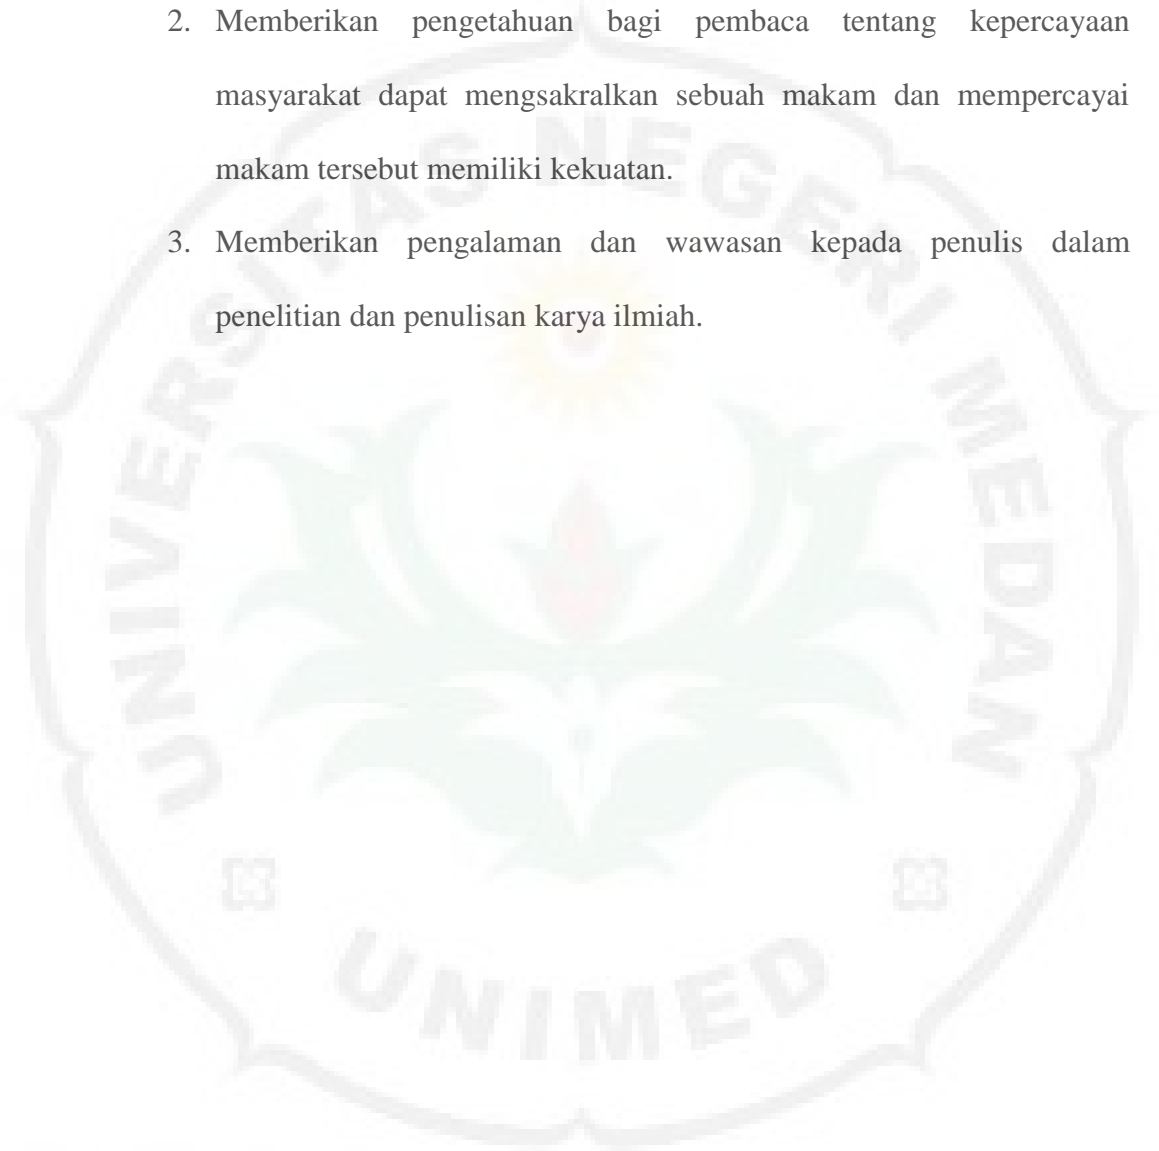 2. Memberikan pengetahuan bagi pembaca tentang kepercayaan
masyarakat dapat mengsakralkan sebuah makam dan mempercayai
makam tersebut memiliki kekuatan.
3. Memberikan pengalaman dan wawasan kepada penulis dalam
penelitian dan penulisan karya ilmiah.
UNIVERSITAS NEGERI MEDAN
UNIMED